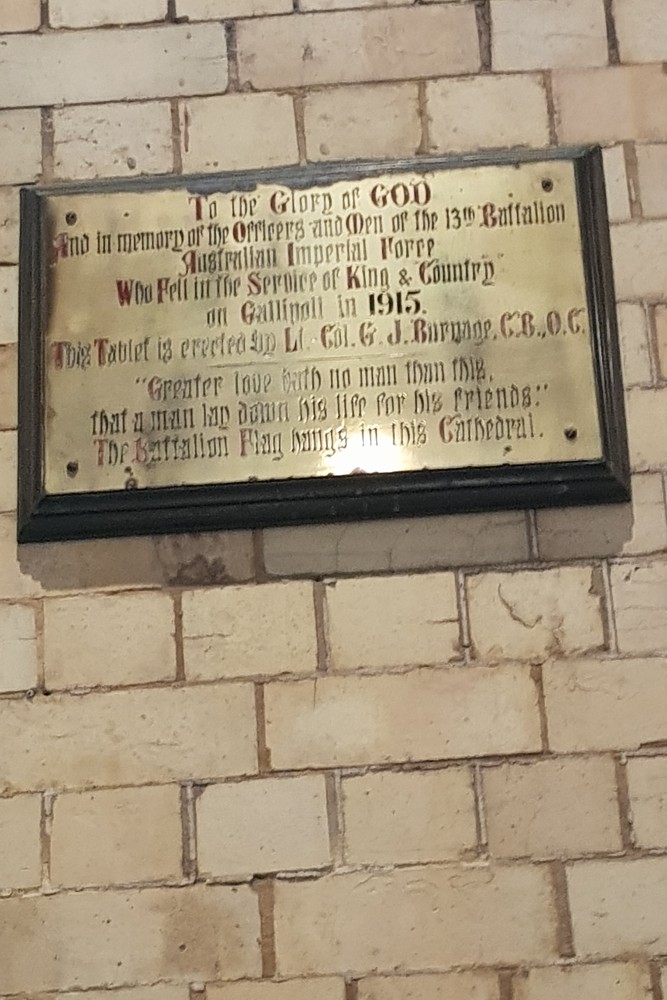 To the Glory of GOD
And in memory of the Officers and Men of the 13th Battalion
Australian Imperial Force
Who Fell in the Service of King & Country
on Gallipoli in 1915.
This Tablet is erected by Lt. Col. G. J. Burnage, C.B., O.C.
"Greater love hath no man than this,
that a man lay down his life for his friends."
The Battalion Flag hangs in this Cathedral.